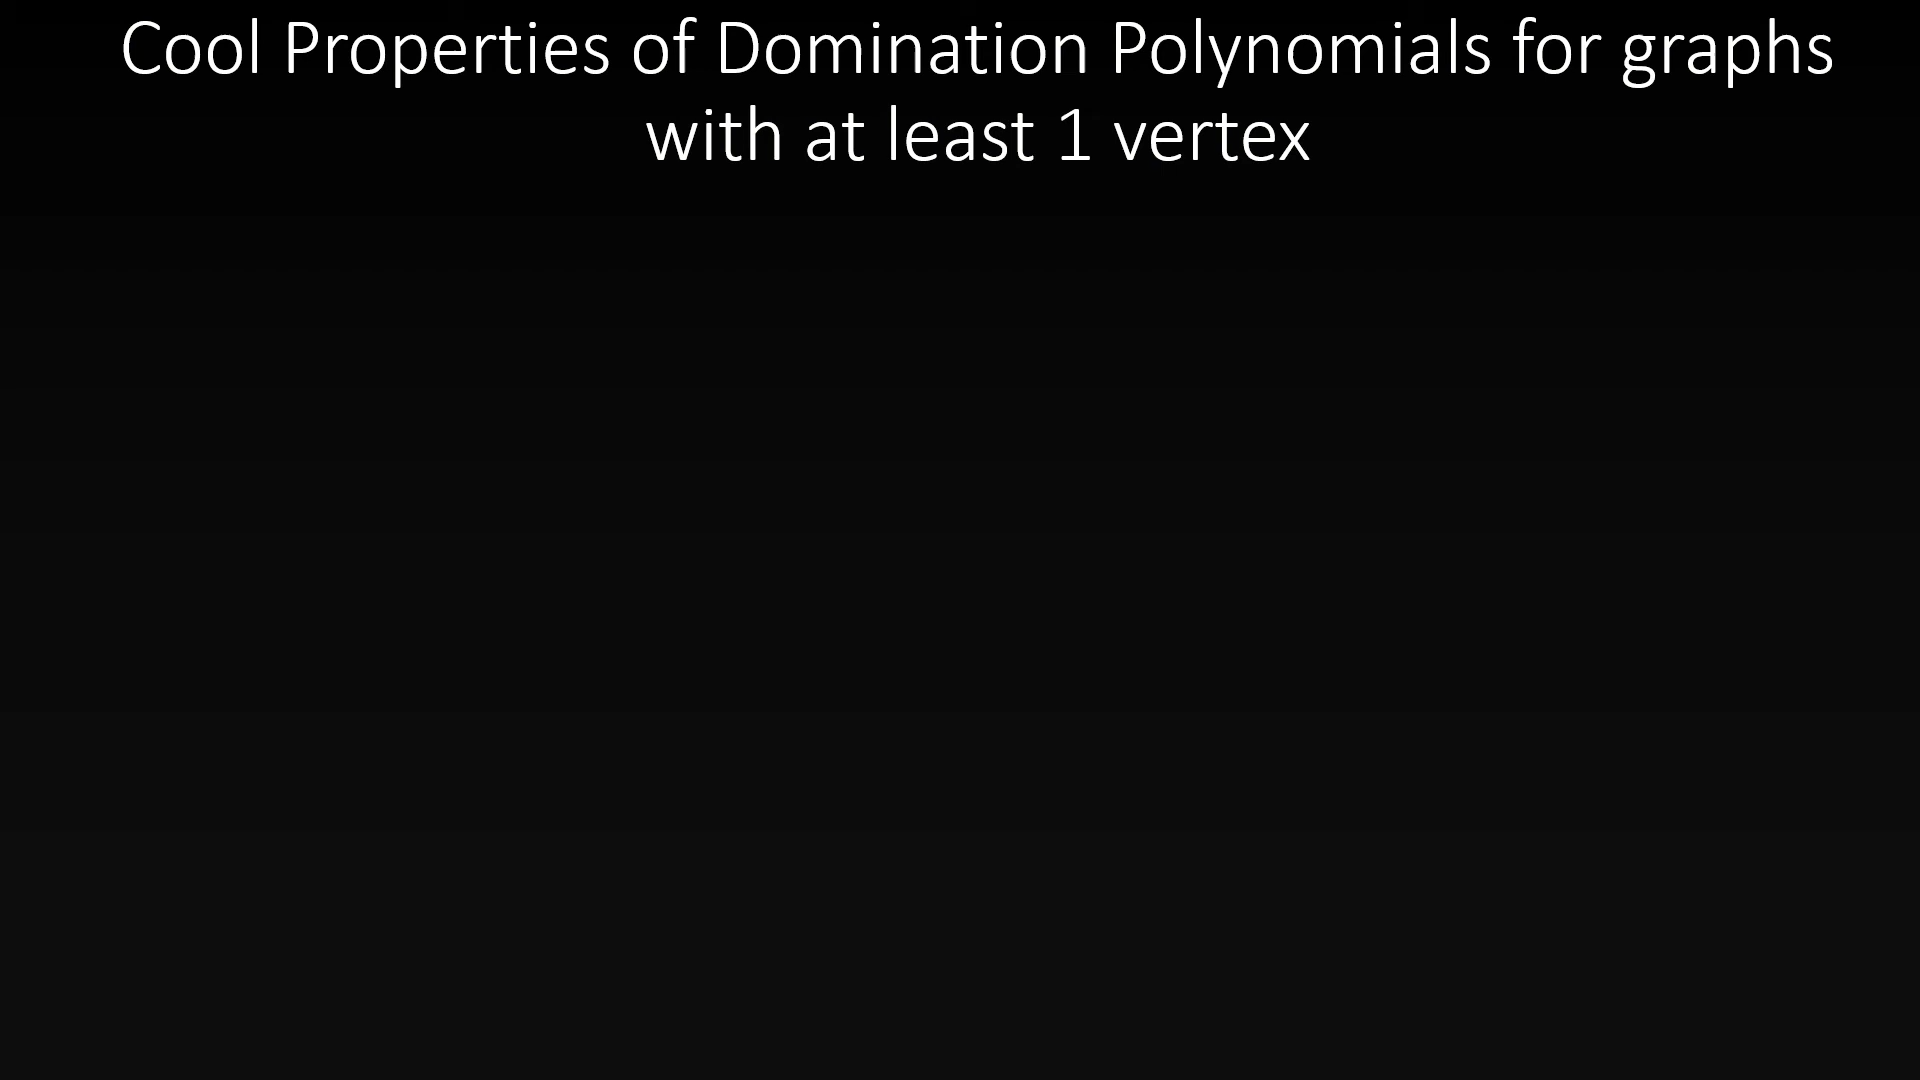 Cool Properties of Domination Polynomials for graphs
with at least 1 vertex